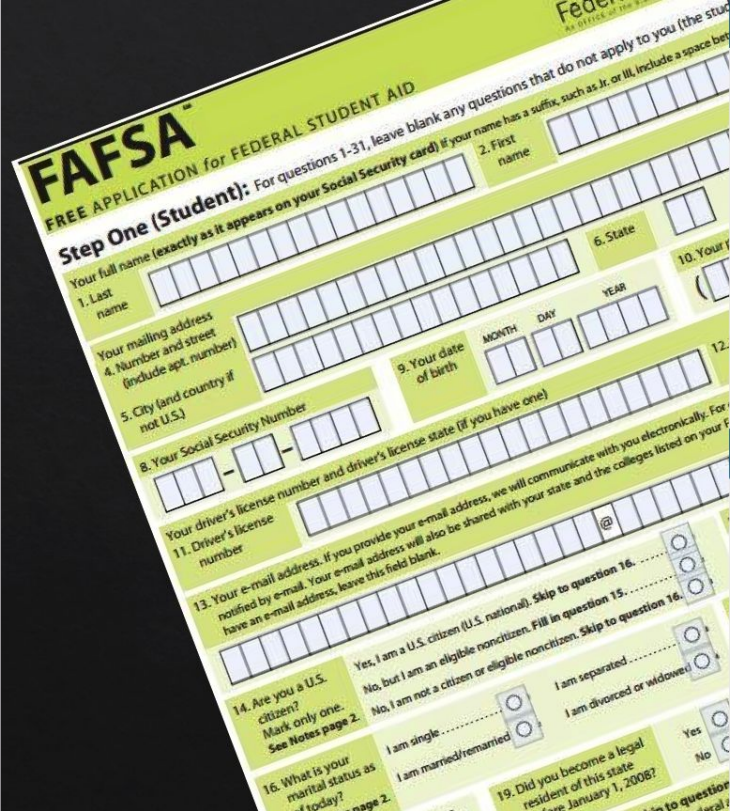 Feder
FAFSA
FREE APPLICATION for FEDERAL STUDENT AID
Step One (Student): For questions 1-31, leave blank any questions that do not apply to you (the stud
Your full name (exactly as it appears on your Social Security card) If your name has a suffix, such as Jr. or III, include a space bet
1. Last
name
2. First
name
Your mailing address
4. Number and street
(include apt. number)
5. City (and country if
not U.S.)
6. State
8. Your Social Security Number
– –
9. Your date
of birth
MONTH DAY YEAR
10. Your p
(
Your driver's license number and driver's license state (if you have one)
11. Driver's license
number
12.
13. Your e-mail address. If you provide your e-mail address, we will communicate with you electronically. For
notified by e-mail. Your e-mail address will also be shared with your state and the colleges listed on your F
have an e-mail address, leave this field blank.
@
14. Are you a U.S.
citizen?
Mark only one.
See Notes page 2.
Yes, I am a U.S. citizen (U.S. national). Skip to question 16.
No, but I am an eligible noncitizen. Fill in question 15.
No, I am not a citizen or eligible noncitizen. Skip to question 16.
16. What is your
marital status as
of today?
page 2.
I am single
I am married/remarried
I am separated
I am divorced or widowed
19. Did you become a legal
resident of this state
January 1, 2008?
Yes
No
to question